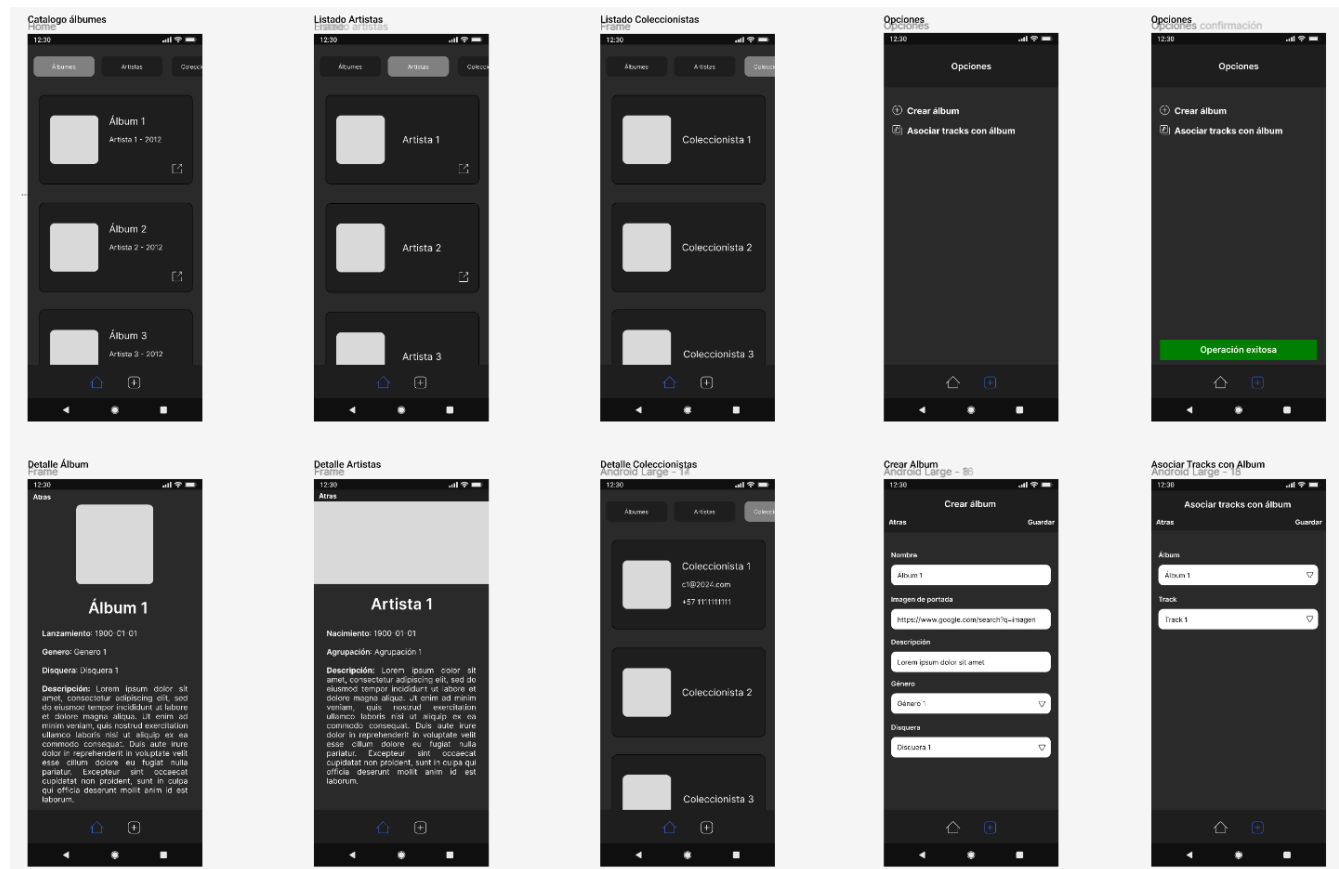 Catalogo álbumes
Home
12:30
Álbumes
Artistas
Colecci
Álbum 1
Artista 1 - 2012
Álbum 2
Artista 2 - 2012
Álbum 3
Artista 3 - 2012
Listado Artistas
artistas
12:30
Álbumes
Artistas
Colecci
Artista 1
Artista 2
Artista 3
Listado Coleccionistas
Frame
12:30
Álbumes
Artistas
Colecci
Coleccionista 1
Coleccionista 2
Coleccionista 3
Opciones
Opciones
12:30
Opciones
Crear álbum
Asociar tracks con álbum
Opciones
Opciones confirmación
12:30
Opciones
Crear álbum
Asociar tracks con álbum
Operación exítosa
Detalle Álbum
Frame
12:30
Atras
Álbum 1
Lanzamiento: 1900-01-01
Genero: Genero 1
Disquera: Disquera 1
Descripción: Lorem ipsum dolor sit
amet, consectetur adipiscing elit, sed
do eiusmod tempor incididunt ut labore
et dolore magna aliqua. Ut enim ad
minim veniam, quis nostrud exercitation
ullamco laboris nisi ut aliquip ex ea
commodo consequat. Duis aute irure
dolor in reprehenderit in voluptate velit
esse cillum dolore eu fugiat nulla
pariatur. Excepteur sint occaecat
cupidatat non proident, sunt in culpa
qui officia deserunt mollit anim id est
laborum.
Detalle Artistas
Frame
12:30
Atras
Artista 1
Nacimiento: 1900-01-01
Agrupación: Agrupación 1
Descripción: Lorem ipsum dolor sit
amet, consectetur adipiscing elit, sed do
eiusmod tempor incididunt ut labore et
dolore magna aliqua. Ut enim ad minim
veniam, quis nostrud exercitation
ullamco laboris nisi ut aliquip ex ea
commodo consequat. Duis aute irure
dolor in reprehenderit in voluptate velit
esse cillum dolore eu fugiat nulla
pariatur. Excepteur sint occaecat
cupidatat non proident, sunt in culpa qui
officia deserunt mollit anim id est
laborum.
Detalle Coleccionistas
Android Large -
12:30
Álbumes
Artistas
Colecci
Coleccionista 1
c1@2024.com
+57 1111111111
Coleccionista 2
Coleccionista 3
Crear Album
Android Large -
12:30
Crear álbum
Atras
Guardar
Nombre
Álbum 1
Imagen de portada
https://www.google.com/search?q=imagen
Descripción
Lorem ipsum dolor sit amet
Género
Género 1
Disquera
Discuera 1
Asociar Tracks con Album
Android Large -
12:30
Asociar tracks con álbum
Atras
Guardar
Álbum
Álbum 1
Track
Track 1